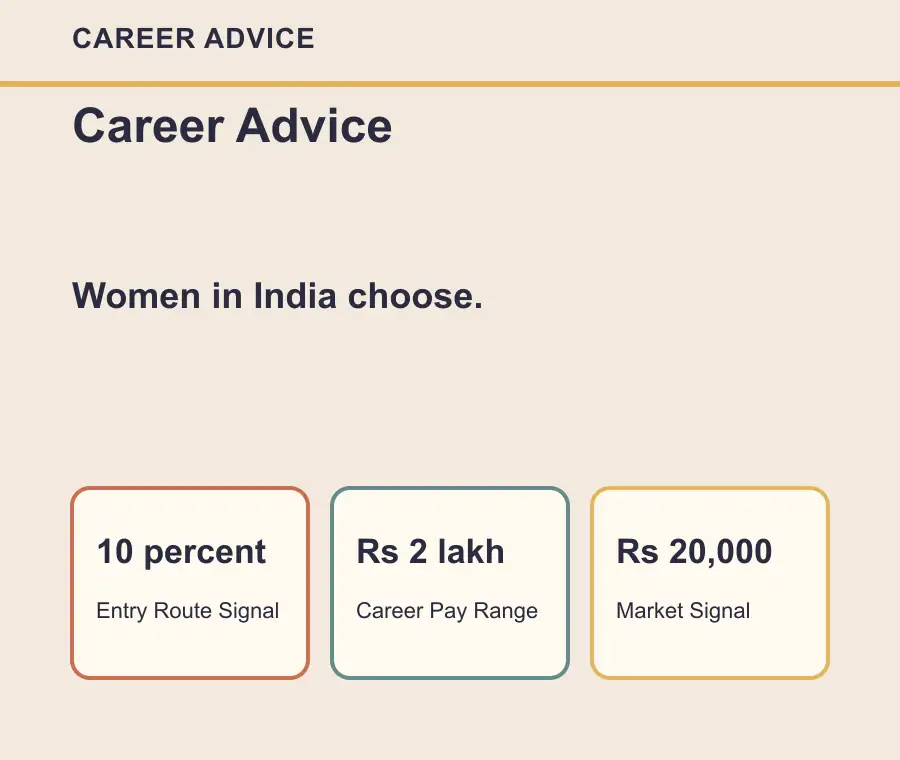 CAREER ADVICE
Career Advice
Women in India choose.
10 percent
Entry Route Signal
Rs 2 lakh
Career Pay Range
Rs 20,000
Market Signal